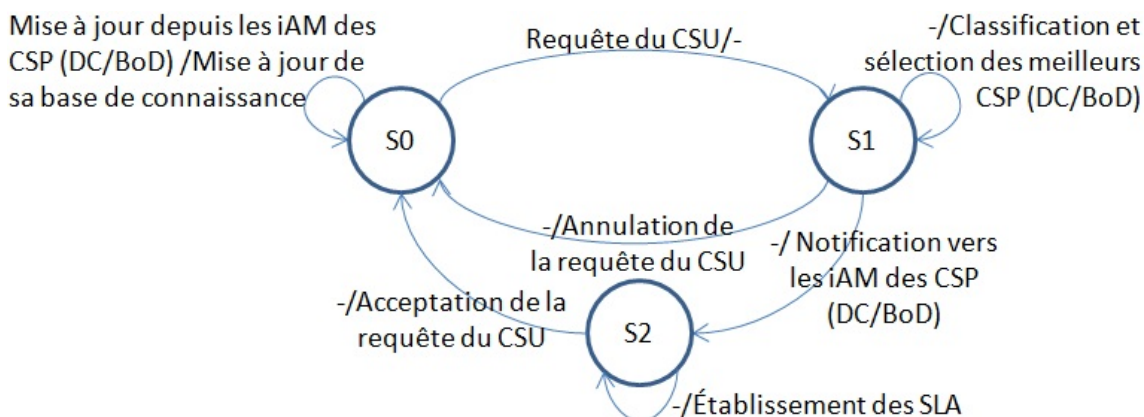 Mise à jour depuis les iAM des
CSP (DC/BoD) /Mise à jour de
sa base de connaissance
Requête du CSU/-
-/Classification et
sélection des meilleurs
CSP (DC/BoD)
S0
S1
-/Annulation de
la requête du CSU
-/ Notification vers
les iAM des CSP
(DC/BoD)
-/Acceptation de la
requête du CSU
S2
-/Établissement des SLA